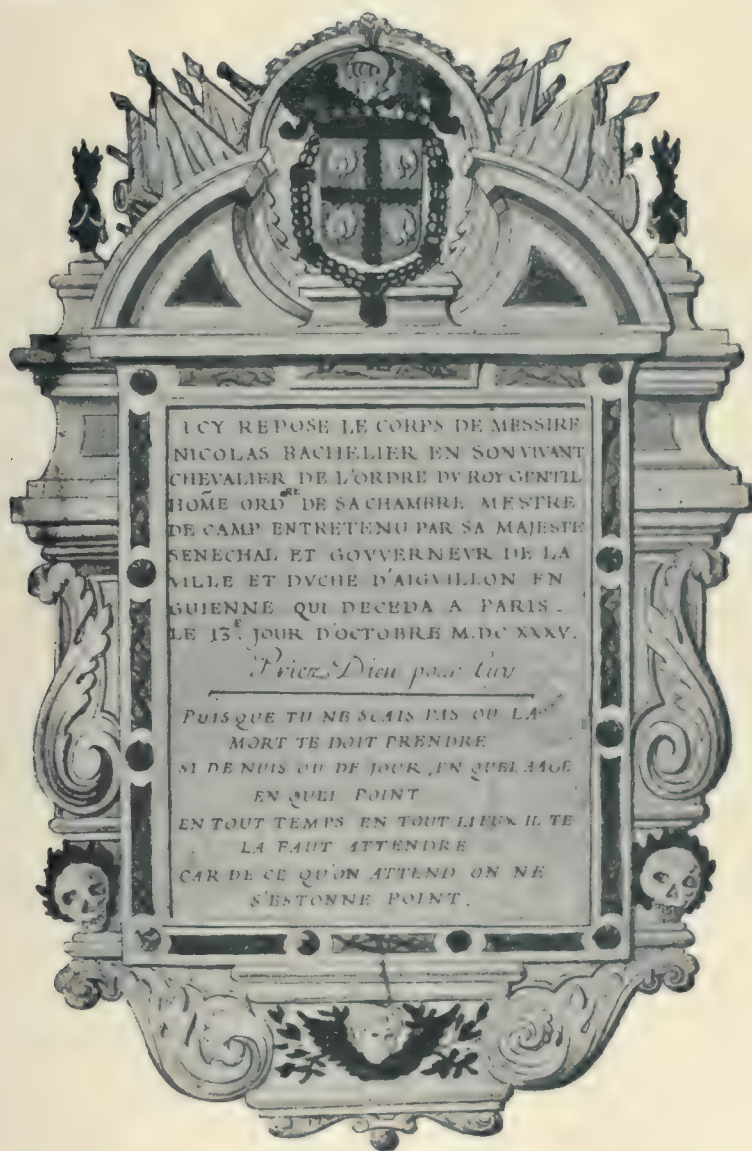 ICY REPOSE LE CORPS DE MESSIRE
NICOLAS BACHELIER EN SON VIVANT
CHEVALIER DE L'ORDRE DV ROY GENTIL
HOM̃E ORD.RE DE SA CHAMBRE MESTRE
DE CAMP ENTRETENU PAR SA MAJESTE
SENECHAL ET GOVVERNEVR DE LA
VILLE ET DVCHE D'AIGVILLON EN
GUIENNE QUI DECEDA A PARIS.
LE 13E. JOUR D'OCTOBRE M.DC XXXV.
Priez Dieu pour luy
PUISQUE TU NE SCAIS PAS OU LA
MORT TE DOIT PRENDRE
SI DE NUIS OU DE JOUR, EN QUEL AAGE
EN QUEL POINT
EN TOUT TEMPS EN TOUT LIEUX IL TE
LA FAUT ATTENDRE
CAR DE CE QU'ON ATTEND ON NE
S'ESTONNE POINT.